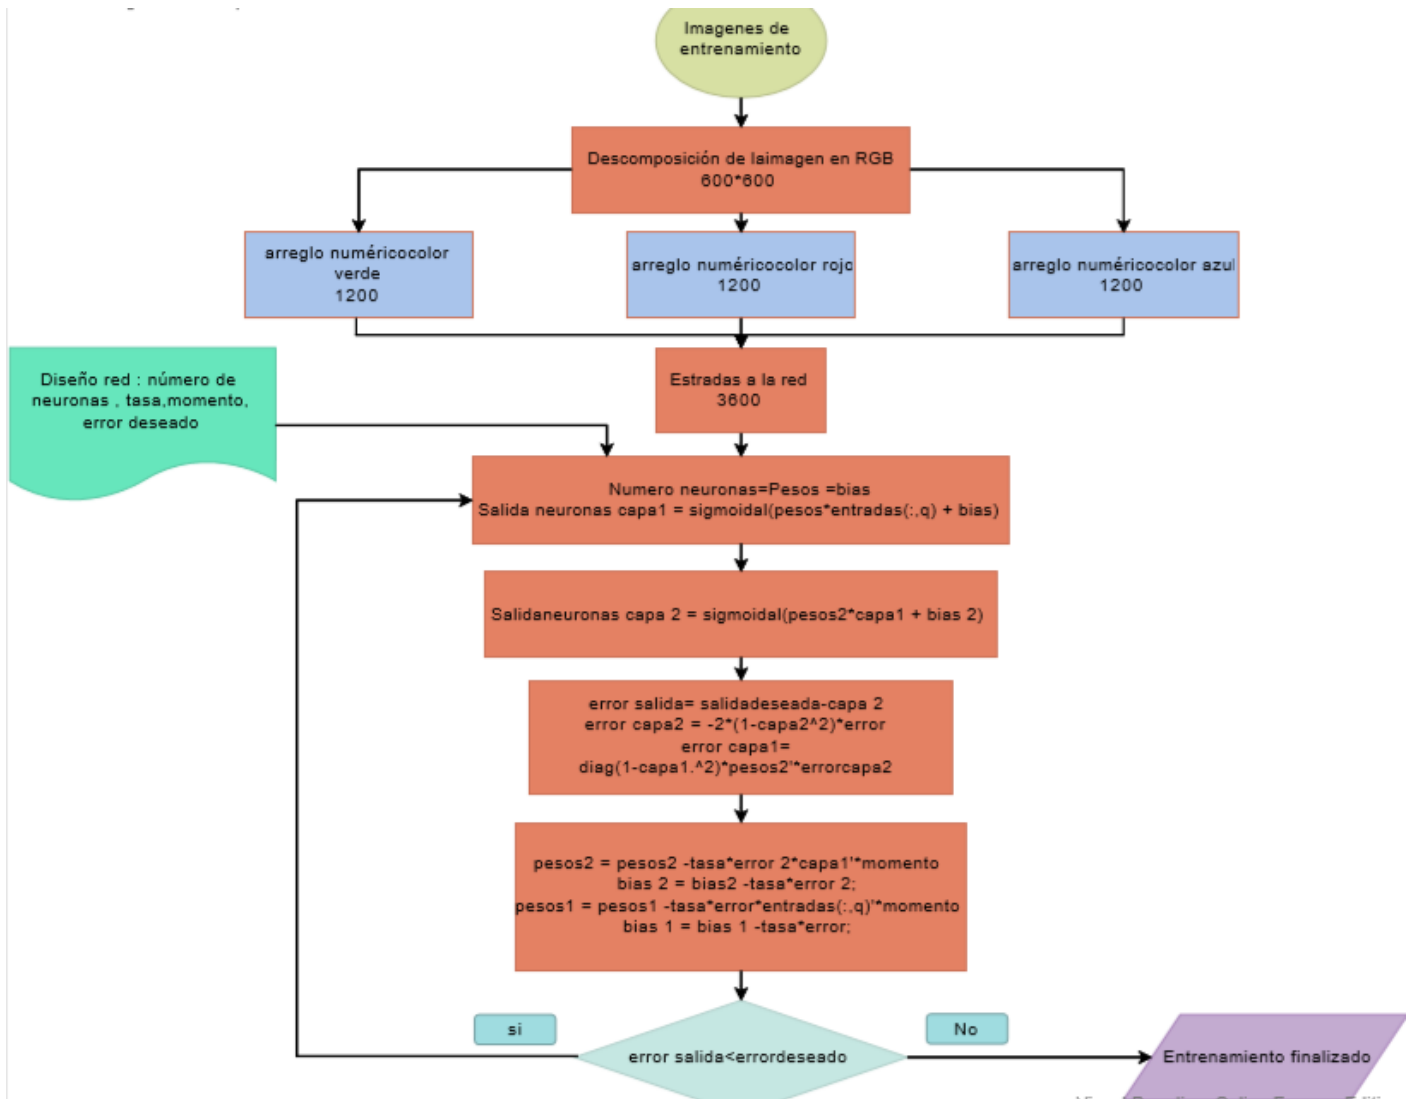 Imagenes de
entrenamiento
Descomposición de laimagen en RGB
600*600
arreglo numéricocolor
verde
1200
arreglo numéricocolor rojo
1200
arreglo numéricocolor azul
1200
Diseño red : número de
neuronas , tasa,momento,
error deseado
Estradas a la red
3600
Numero neuronas=Pesos =bias
Salida neuronas capa1 = sigmoidal(pesos*entradas(:,q) + bias)
Salidaneuronas capa 2 = sigmoidal(pesos2*capa1 + bias 2)
error salida= salidadeseada-capa 2
error capa2 = -2*(1-capa2^2)*error
error capa1=
diag(1-capa1.^2)*pesos2'*errorcapa2
pesos2 = pesos2 -tasa*error 2*capa1'*momento
bias 2 = bias2 -tasa*error 2;
pesos1 = pesos1 -tasa*error*entradas(:,q)'*momento
bias 1 = bias 1 -tasa*error;
si
No
error salida<errordeseado
Entrenamiento finalizado